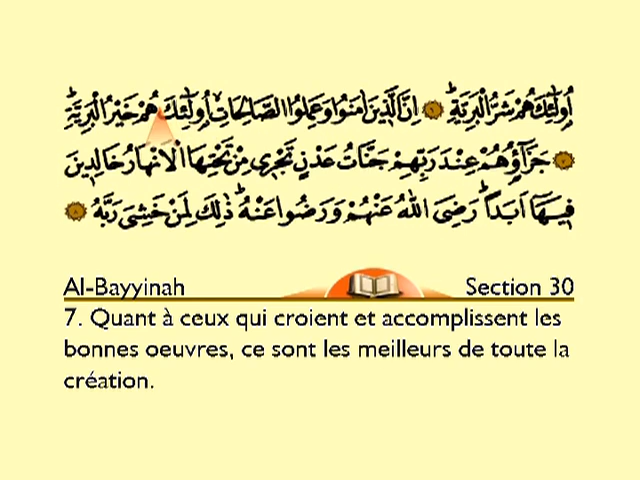 اُولٰٓئِكَ هُمْ شَرُّ الْبَرِيَّةِ ۝ اِنَّ الَّذٖينَ اٰمَنُوا وَعَمِلُوا الصَّالِحَاتِۙ اُولٰٓئِكَ هُمْ خَيْرُ الْبَرِيَّةِۜ
۝ جَزَٓاؤُهُمْ عِنْدَ رَبِّهِمْ جَنَّاتُ عَدْنٍ تَجْرٖي مِنْ تَحْتِهَا الْاَنْهَارُ خَالِدٖينَ
فٖيهَٓا اَبَداًۜ رَضِيَ اللّٰهُ عَنْهُمْ وَرَضُوا عَنْهُۜ ذٰلِكَ لِمَنْ خَشِيَ رَبَّهُ ۝
Al-Bayyinah Section 30
7. Quant à ceux qui croient et accomplissent les
bonnes oeuvres, ce sont les meilleurs de toute la
création.